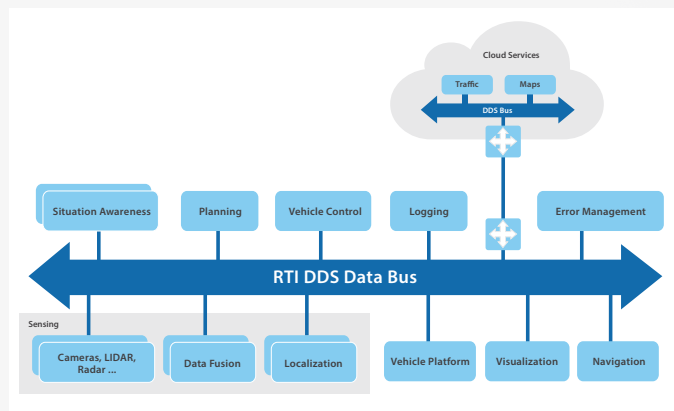 Cloud Services
Traffic
Maps
DDS Bus
Situation Awareness
Planning
Vehicle Control
Logging
Error Management
RTI DDS Data Bus
Sensing
Cameras, LIDAR,
Radar ...
Data Fusion
Localization
Vehicle Platform
Visualization
Navigation